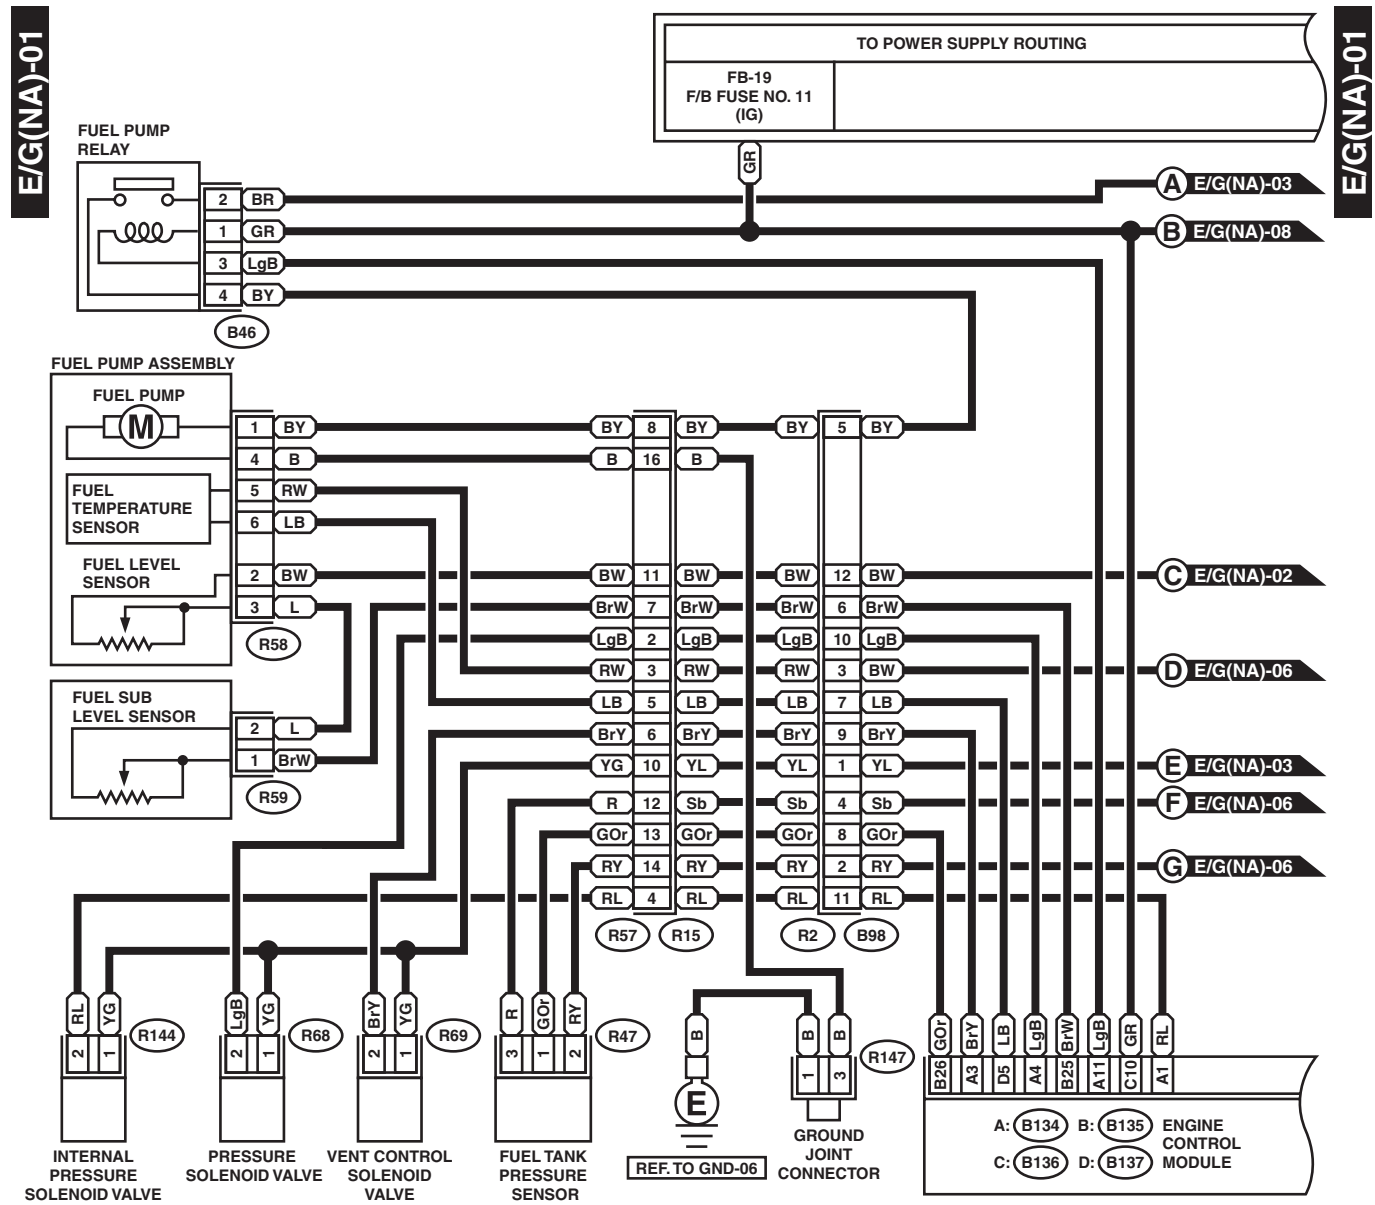 E/G(NA)-01
E/G(NA)-01
TO POWER SUPPLY ROUTING
FB-19
F/B FUSE NO. 11
(IG)
GR
FUEL PUMP
RELAY
2 BR
1 GR
3 LgB
4 BY
B46
A E/G(NA)-03
B E/G(NA)-08
FUEL PUMP ASSEMBLY
FUEL PUMP
M
FUEL
TEMPERATURE
SENSOR
FUEL LEVEL
SENSOR
1 BY BY 8 BY BY 5 BY
4 B B 16 B
5 RW
6 LB
2 BW BW 11 BW BW 12 BW C E/G(NA)-02
3 L BrW 7 BrW BrW 6 BrW
R58
LgB 2 LgB LgB 10 LgB
RW 3 RW RW 3 BW D E/G(NA)-06
FUEL SUB
LEVEL SENSOR
LB 5 LB LB 7 LB
2 L BrY 6 BrY BrY 9 BrY
1 BrW YG 10 YL YL 1 YL E E/G(NA)-03
R59
R 12 Sb Sb 4 Sb F E/G(NA)-06
GOr 13 GOr GOr 8 GOr
RY 14 RY RY 2 RY G E/G(NA)-06
RL 4 RL RL 11 RL
R57 R15 R2 B98
RL YG
2 1
R144
INTERNAL
PRESSURE
SOLENOID VALVE
LgB YG
2 1
R68
PRESSURE
SOLENOID VALVE
BrY YG
2 1
R69
VENT CONTROL
SOLENOID
VALVE
R GOr RY
3 1 2
R47
FUEL TANK
PRESSURE
SENSOR
B
E
REF. TO GND-06
B B
1 3
R147
GROUND
JOINT
CONNECTOR
GOr BrY LB LgB BrW LgB GR RL
B26 A3 D5 A4 B25 A11 C10 A1
A: B134 B: B135
C: B136 D: B137
ENGINE
CONTROL
MODULE